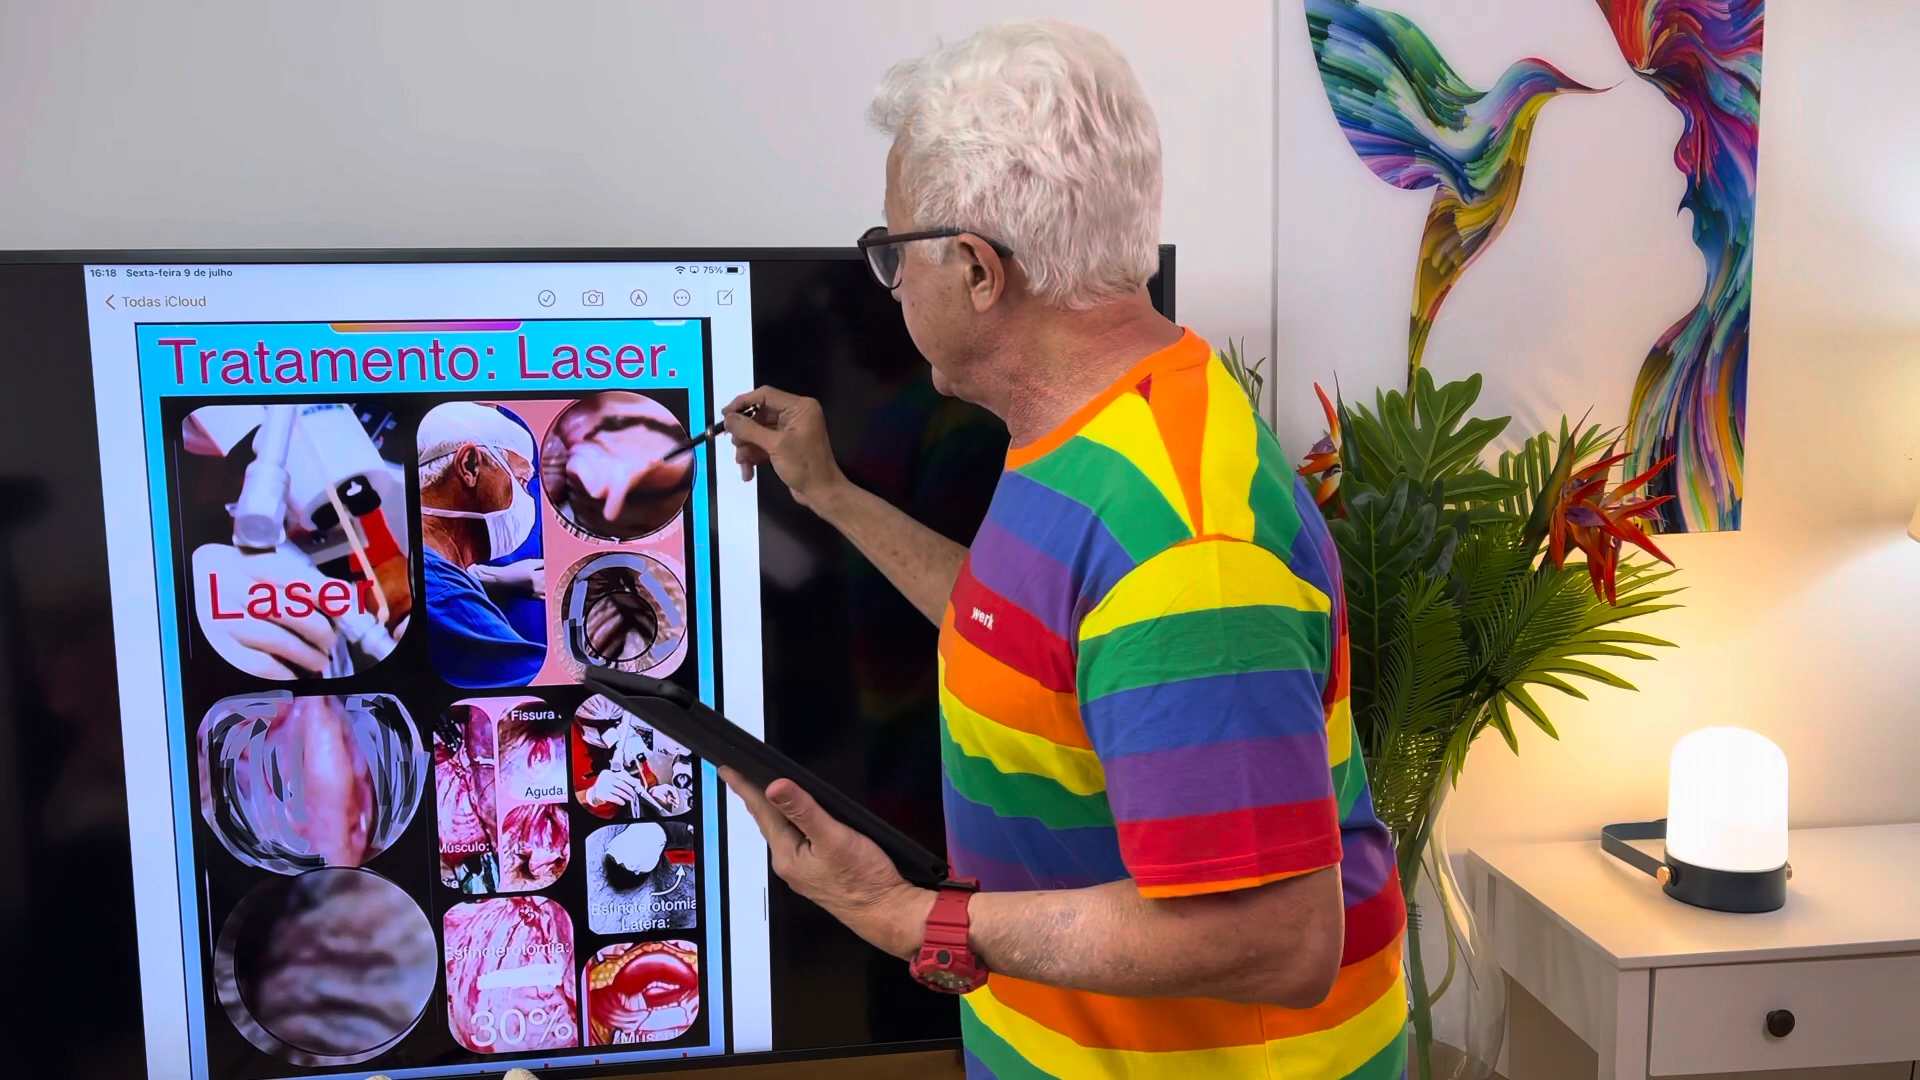 16:18 Sexta-feira 9 de julho
75%
Todas iCloud
Tratamento: Laser.
Laser
Fissura
Aguda.
Músculo:
Esfincterotomia
Latera:
Esfincterotomia:
30%
werk